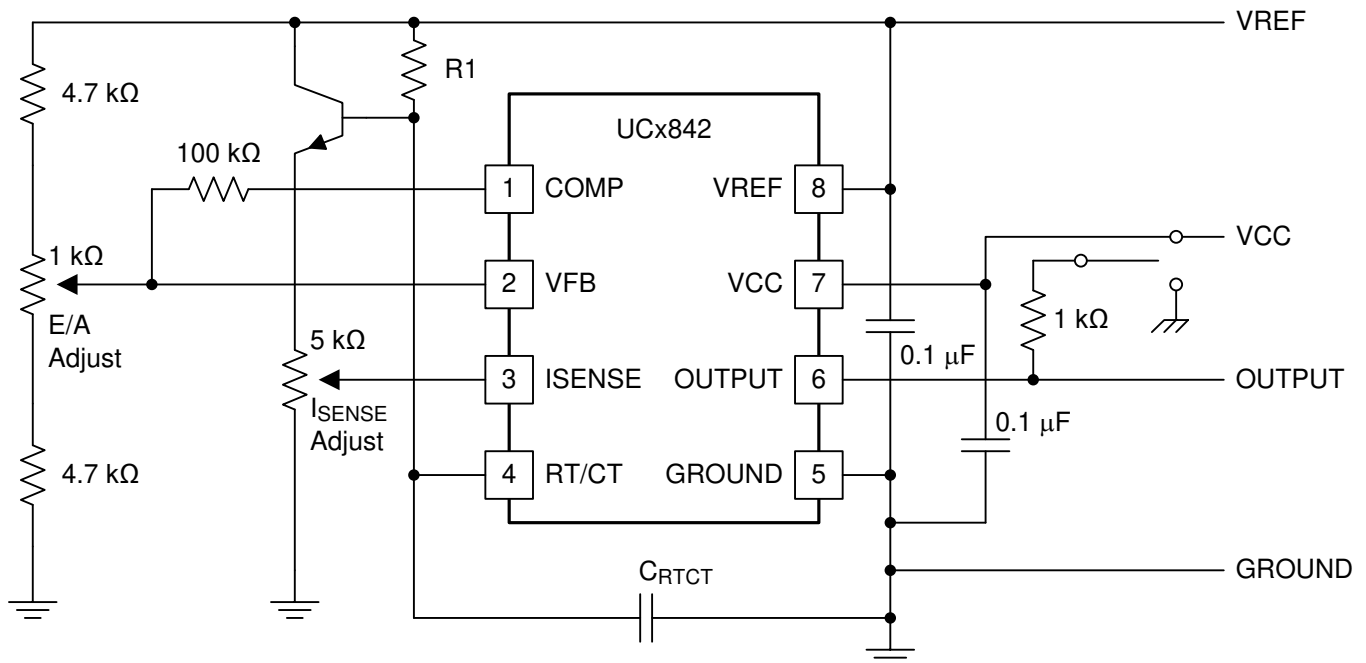 VREF
R1
4.7 kΩ
UCx842
100 kΩ
1 COMP
VREF 8
VCC
1 kΩ
2 VFB
VCC 7
1 kΩ
E/A
Adjust
5 kΩ
0.1 μF
3 ISENSE
OUTPUT 6
OUTPUT
ISENSE
Adjust
0.1 μF
4.7 kΩ
4 RT/CT
GROUND 5
CRTCT
GROUND